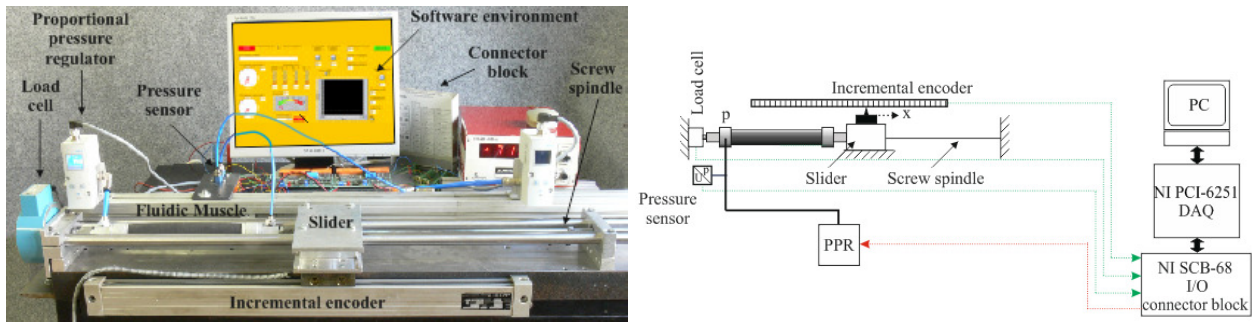 Proportional
pressure
regulator
Load
cell
Pressure
sensor
Software environment
Connector
block
Screw
spindle
Fluidic Muscle
Slider
Incremental encoder
Load cell
p
Incremental encoder
x
PC
U
p
Pressure
sensor
Slider
Screw spindle
NI PCI-6251
DAQ
PPR
NI SCB-68
I/O
connector block